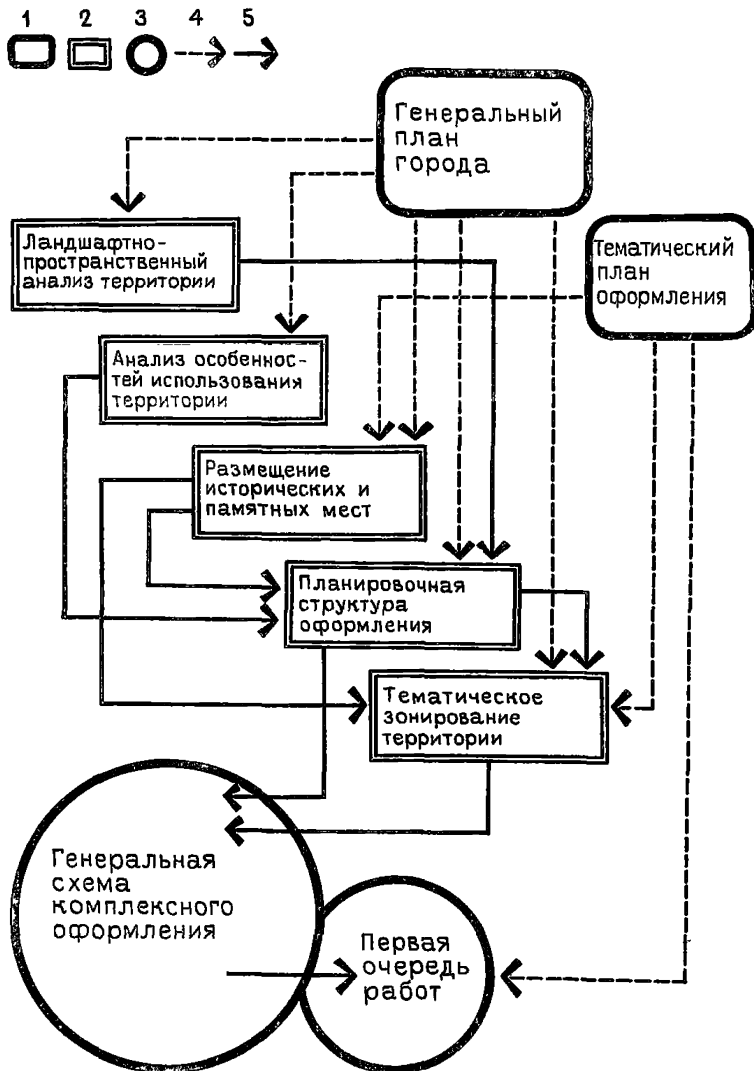 1 2 3 4 5
Генеральный
план
города
Ландшафтно-
пространственный
анализ территории
Тематический
план
оформления
Анализ особеннос-
тей использования
территории
Размещение
исторических и
памятных мест
Планировочная
структура
оформления
Тематическое
зонирование
территории
Генеральная
схема
комплексного
оформления
Первая
очередь
работ